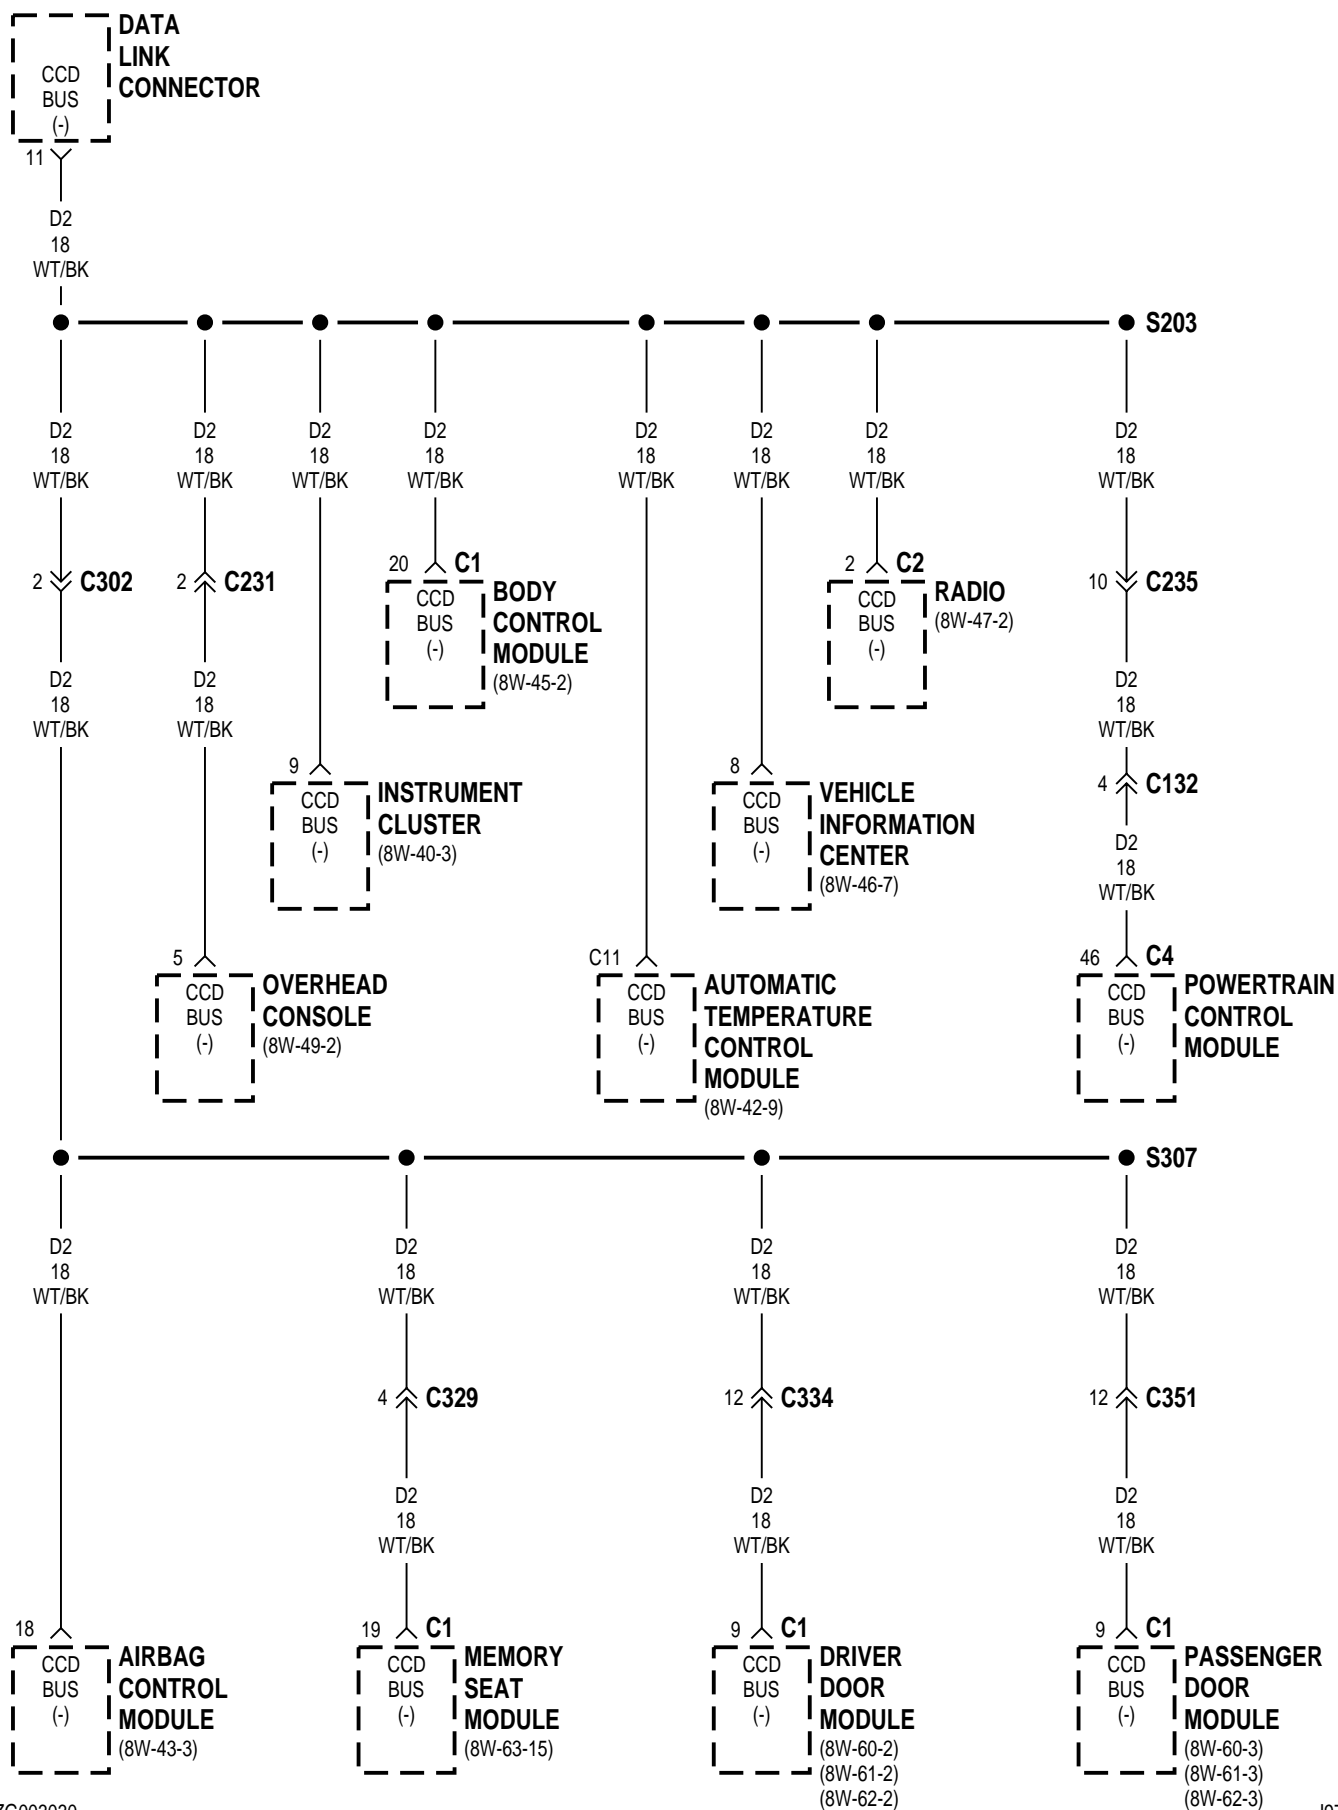 DATA
LINK
CONNECTOR
CCD
BUS
(-)
11
D2
18
WT/BK
S203
D2 D2 D2 D2 D2 D2 D2 D2
18 18 18 18 18 18 18 18
WT/BK WT/BK WT/BK WT/BK WT/BK WT/BK WT/BK WT/BK
2 C302
2 C231
20 C1
CCD
BUS
(-)
BODY
CONTROL
MODULE
(8W-45-2)
2 C2
CCD
BUS
(-)
RADIO
(8W-47-2)
10 C235
D2 D2 D2
18 18 18
WT/BK WT/BK WT/BK
9
CCD
BUS
(-)
INSTRUMENT
CLUSTER
(8W-40-3)
8
CCD
BUS
(-)
VEHICLE
INFORMATION
CENTER
(8W-46-7)
4 C132
D2
18
WT/BK
5
CCD
BUS
(-)
OVERHEAD
CONSOLE
(8W-49-2)
C11
CCD
BUS
(-)
AUTOMATIC
TEMPERATURE
CONTROL
MODULE
(8W-42-9)
46 C4
CCD
BUS
(-)
POWERTRAIN
CONTROL
MODULE
S307
D2 D2 D2 D2
18 18 18 18
WT/BK WT/BK WT/BK WT/BK
4 C329
12 C334
12 C351
D2 D2 D2
18 18 18
WT/BK WT/BK WT/BK
18
CCD
BUS
(-)
AIRBAG
CONTROL
MODULE
(8W-43-3)
19 C1
CCD
BUS
(-)
MEMORY
SEAT
MODULE
(8W-63-15)
9 C1
CCD
BUS
(-)
DRIVER
DOOR
MODULE
(8W-60-2)
(8W-61-2)
(8W-62-2)
9 C1
CCD
BUS
(-)
PASSENGER
DOOR
MODULE
(8W-60-3)
(8W-61-3)
(8W-62-3)